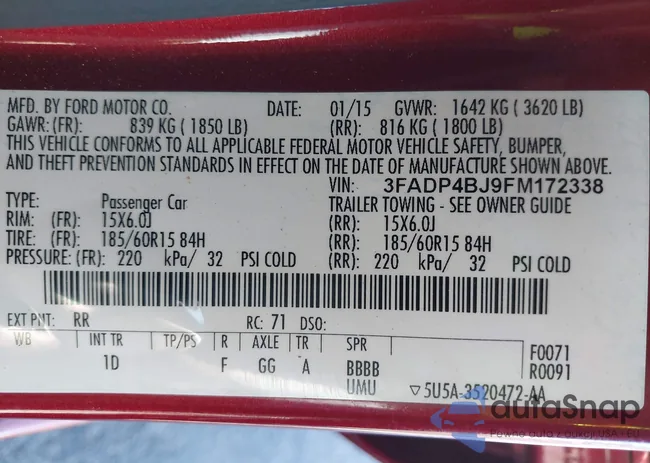 MFD. BY FORD MOTOR CO. DATE: 01/15 GVWR: 1642 KG ( 3620 LB)
GAWR: (FR): 839 KG ( 1850 LB) (RR): 816 KG ( 1800 LB)
THIS VEHICLE CONFORMS TO ALL APPLICABLE FEDERAL MOTOR VEHICLE SAFETY, BUMPER,
AND THEFT PREVENTION STANDARDS IN EFFECT ON THE DATE OF MANUFACTURE SHOWN ABOVE.
VIN: 3FADP4BJ9FM172338
TYPE: Passenger Car TRAILER TOWING - SEE OWNER GUIDE
RIM: (FR): 15X6.0J (RR): 15X6.0J
TIRE: (FR): 185/60R15 84H (RR): 185/60R15 84H
PRESSURE: (FR): 220 kPa/ 32 PSI COLD (RR): 220 kPa/ 32 PSI COLD
EXT PNT: RR RC: 71 DSO:
WB INT TR TP/PS R AXLE TR SPR F0071
1D F GG A BBBB R0091
UMU ▽5U5A-3520472-AA
autoSnap
Pewne auta z aukcji USA i EU